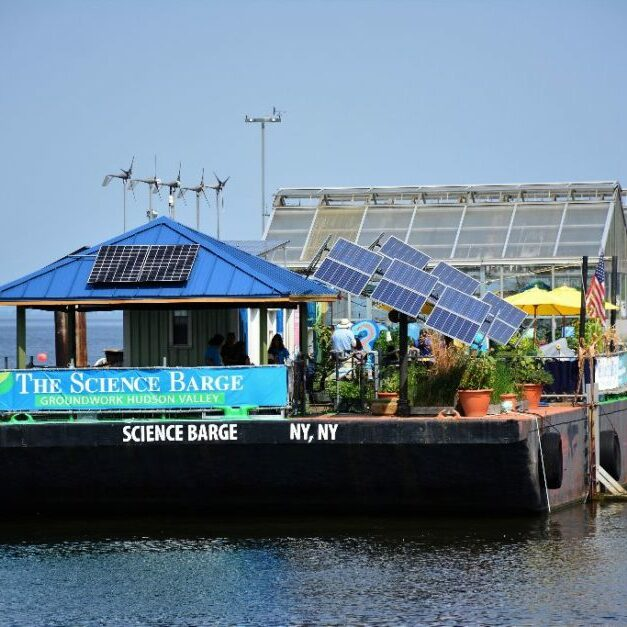 THE SCIENCE BARGE
GROUNDWORK HUDSON VALLEY
SCIENCE BARGE NY, NY